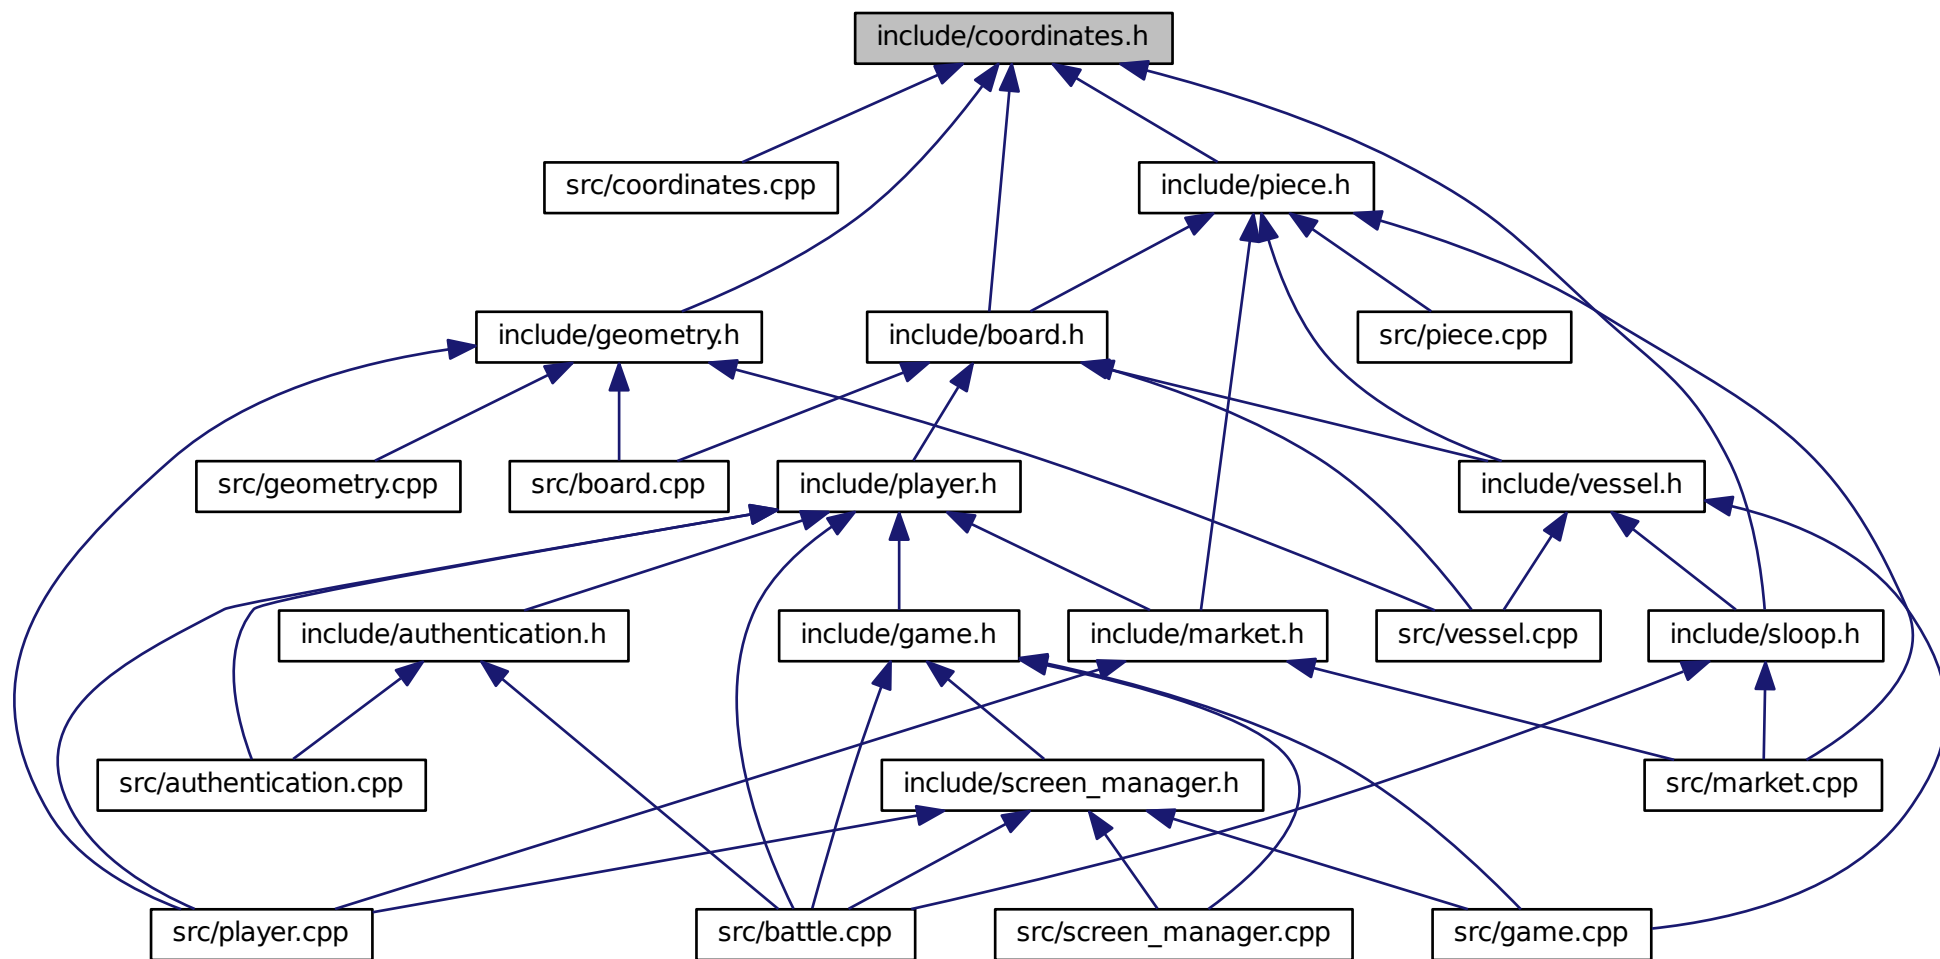 include/coordinates.h
src/coordinates.cpp
include/piece.h
include/geometry.h
include/board.h
src/piece.cpp
src/geometry.cpp
src/board.cpp
include/player.h
include/vessel.h
include/authentication.h
include/game.h
include/market.h
src/vessel.cpp
include/sloop.h
src/authentication.cpp
include/screen_manager.h
src/market.cpp
src/player.cpp
src/battle.cpp
src/screen_manager.cpp
src/game.cpp